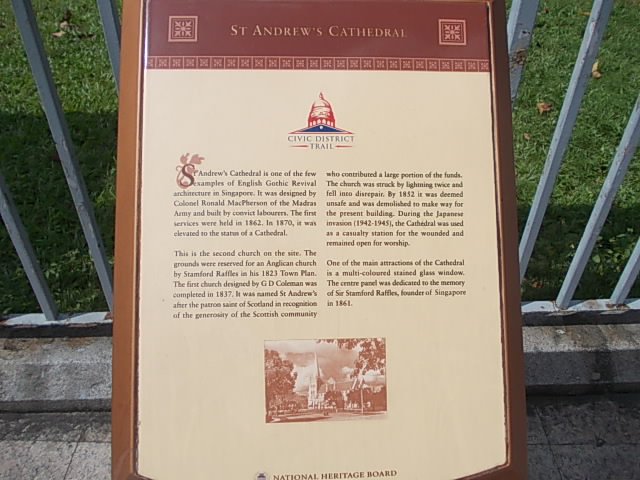 ST ANDREW'S CATHEDRAL
CIVIC DISTRICT
TRAIL
St Andrew's Cathedral is one of the few
examples of English Gothic Revival
architecture in Singapore. It was designed by
Colonel Ronald MacPherson of the Madras
Army and built by convict labourers. The first
services were held in 1862. In 1870, it was
elevated to the status of a Cathedral.
This is the second church on the site. The
grounds were reserved for an Anglican church
by Stamford Raffles in his 1823 Town Plan.
The first church designed by G D Coleman was
completed in 1837. It was named St Andrew's
after the patron saint of Scotland in recognition
of the generosity of the Scottish community
who contributed a large portion of the funds.
The church was struck by lightning twice and
fell into disrepair. By 1852 it was deemed
unsafe and was demolished to make way for
the present building. During the Japanese
invasion (1942-1945), the Cathedral was used
as a casualty station for the wounded and
remained open for worship.
One of the main attractions of the Cathedral
is a multi-coloured stained glass window.
The centre panel was dedicated to the memory
of Sir Stamford Raffles, founder of Singapore
in 1861.
NATIONAL HERITAGE BOARD